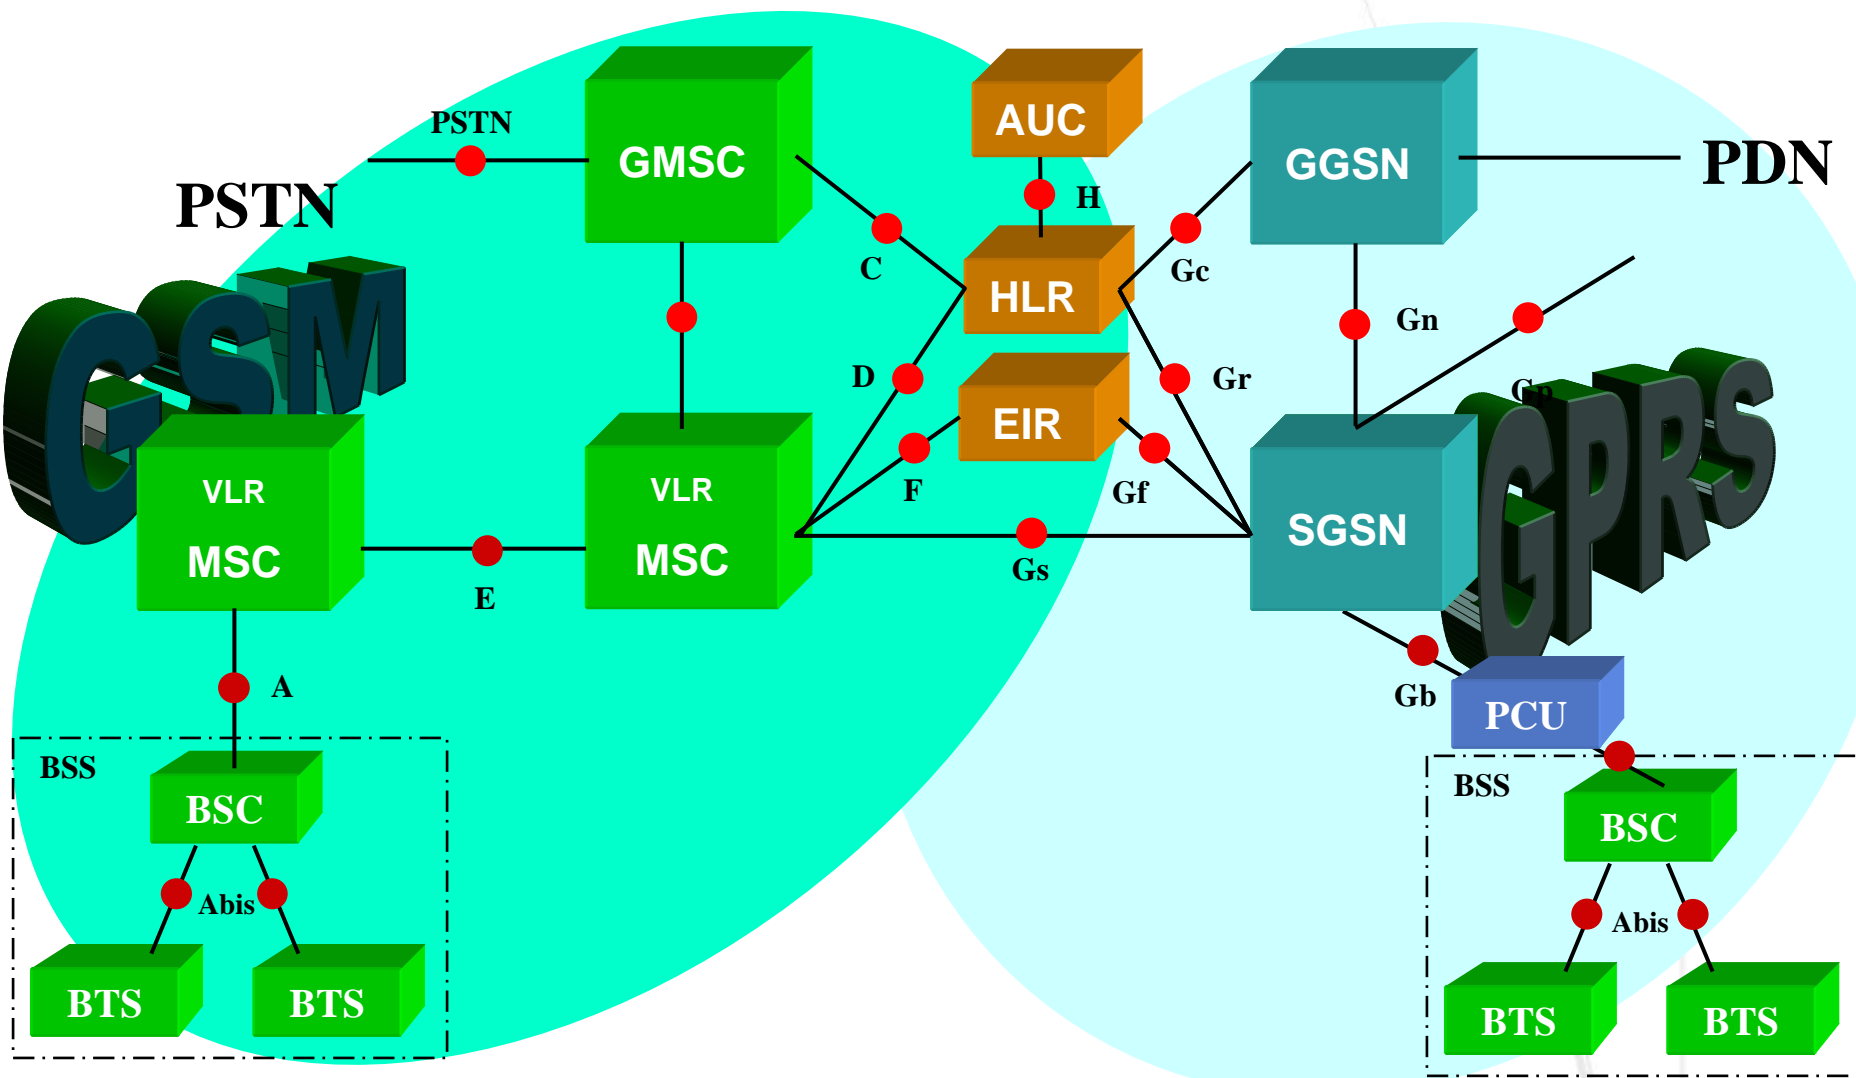 PSTN
GMSC
AUC
GGSN
PDN
PSTN
H
C
HLR
Gc
GSM
Gn
D
EIR
Gr
Gp
GPRS
VLR
MSC
VLR
MSC
F
Gf
SGSN
E
Gs
A
Gb
PCU
BSS
BSC
BSS
BSC
Abis
Abis
BTS
BTS
BTS
BTS